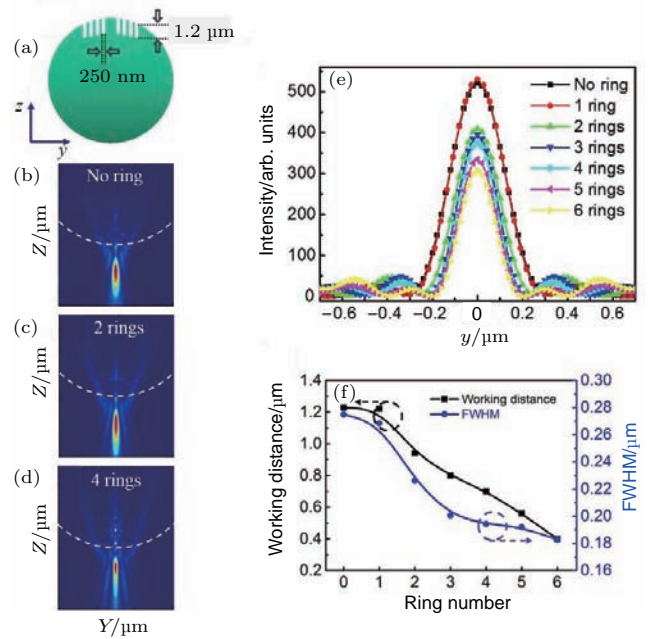 (a)
1.2 µm
250 nm
z
y
(b)
No ring
Z/µm
(c)
2 rings
Z/µm
(d)
4 rings
Z/µm
Y/µm
(e)
Intensity/arb. units
500
400
300
200
100
0
−0.6 −0.4 −0.2 0 0.2 0.4 0.6
y/µm
No ring
1 ring
2 rings
3 rings
4 rings
5 rings
6 rings
(f)
Working distance/µm
1.4
1.2
1.0
0.8
0.6
0.4
0.2
Working distance
FWHM
0.30
0.28
0.26
0.24
0.22
0.20
0.18
0.16
FWHM/µm
0 1 2 3 4 5 6
Ring number